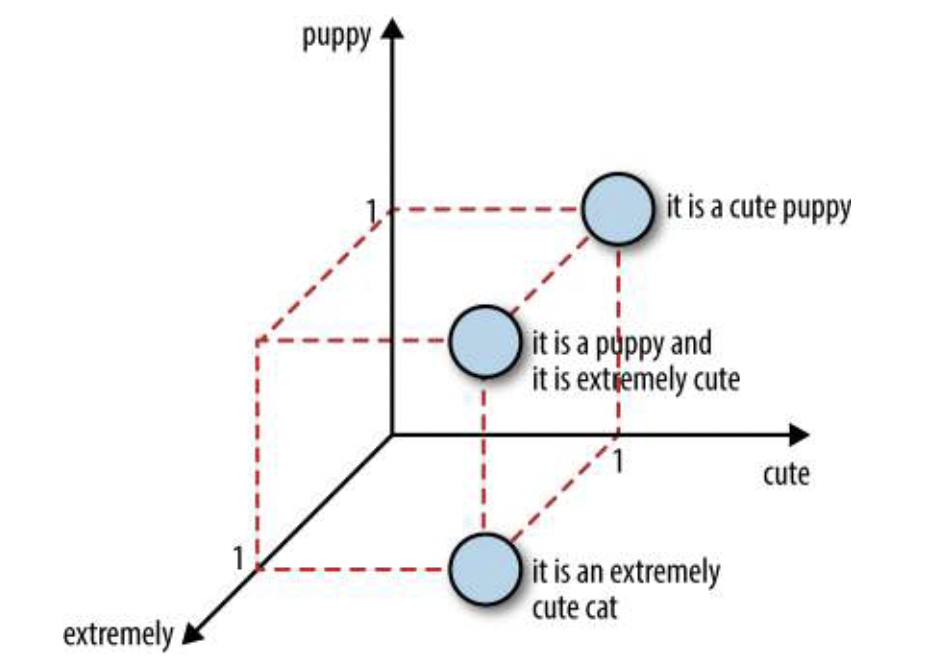 puppy
1
it is a cute puppy
it is a puppy and
it is extremely cute
1
cute
1
it is an extremely
cute cat
extremely